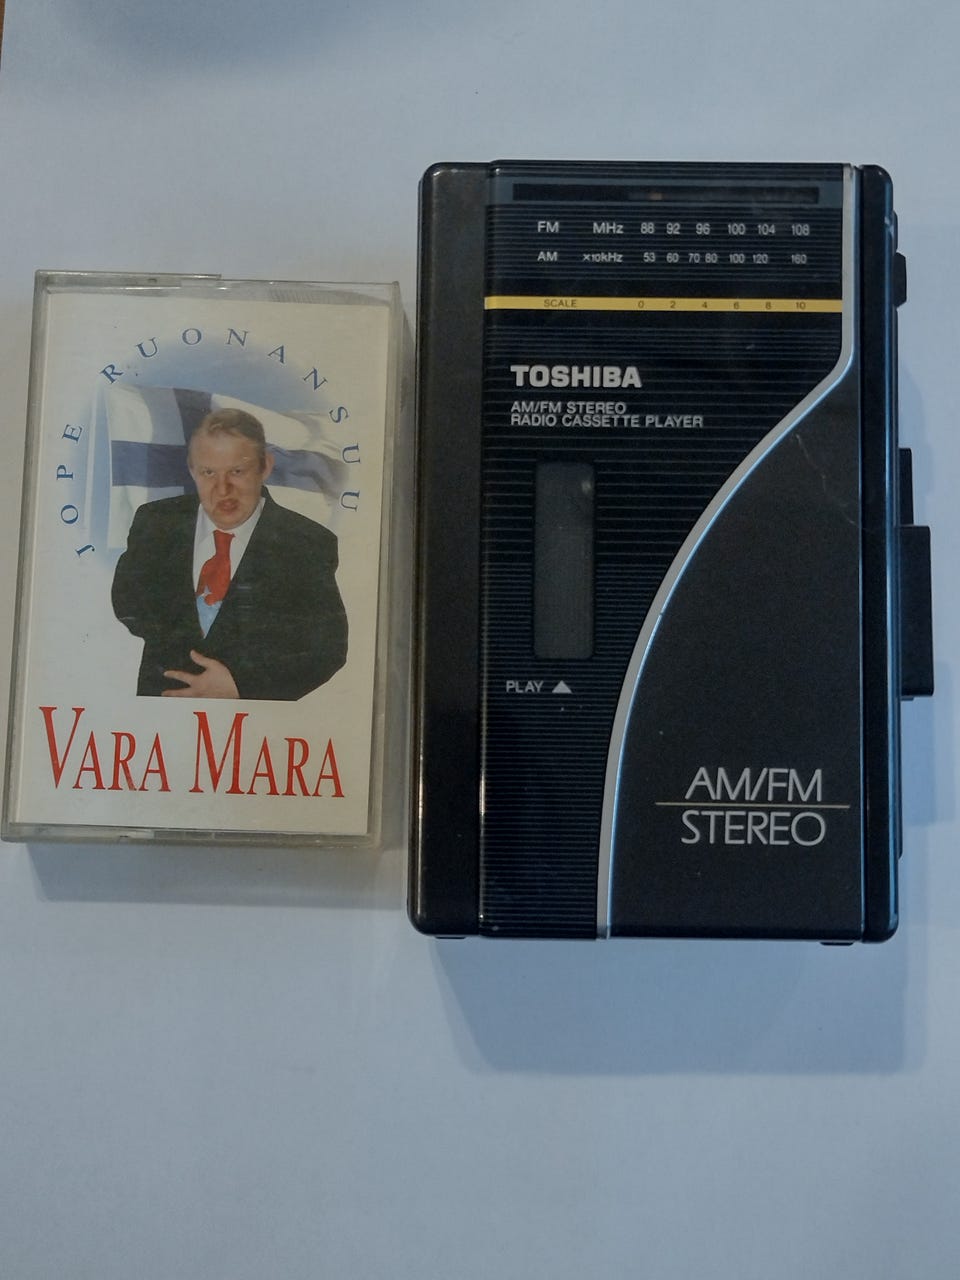 JOPE RUONANSUU
VARA MARA
FM MHz 88 92 96 100 104 108
AM ×10kHz 53 60 70 80 100 120 160
SCALE 0 2 4 6 8 10
TOSHIBA
AM/FM STEREO
RADIO CASSETTE PLAYER
PLAY ▲
AM/FM
STEREO